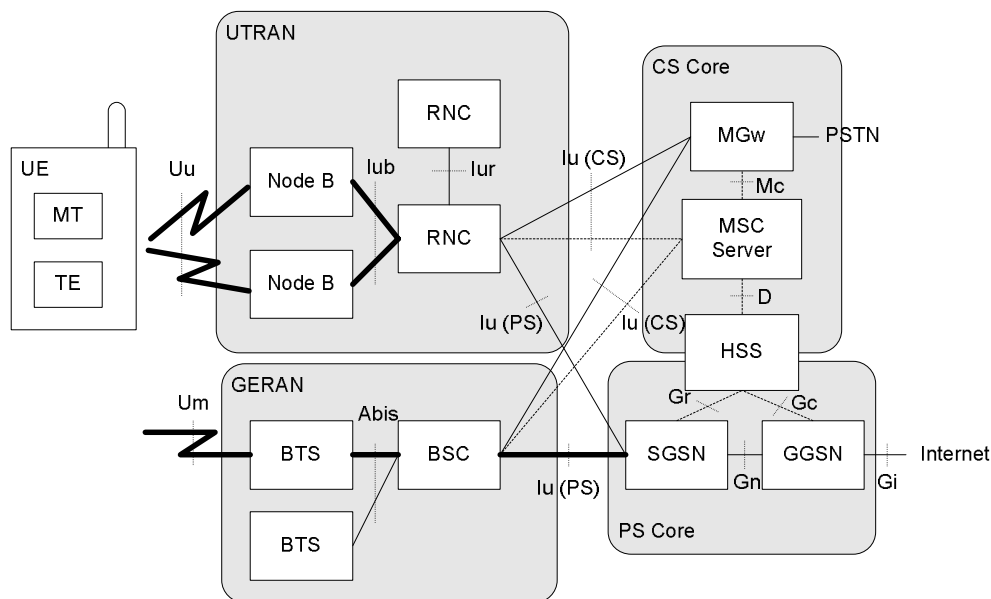 UTRAN
CS Core
RNC
MGw
PSTN
UE
Uu
Node B
Iub
Iur
Iu (CS)
Mc
MT
RNC
MSC
Server
TE
Node B
D
Iu (PS)
Iu (CS)
HSS
GERAN
Gr
Gc
Um
Abis
BTS
BSC
SGSN
GGSN
Internet
Iu (PS)
Gn
Gi
BTS
PS Core